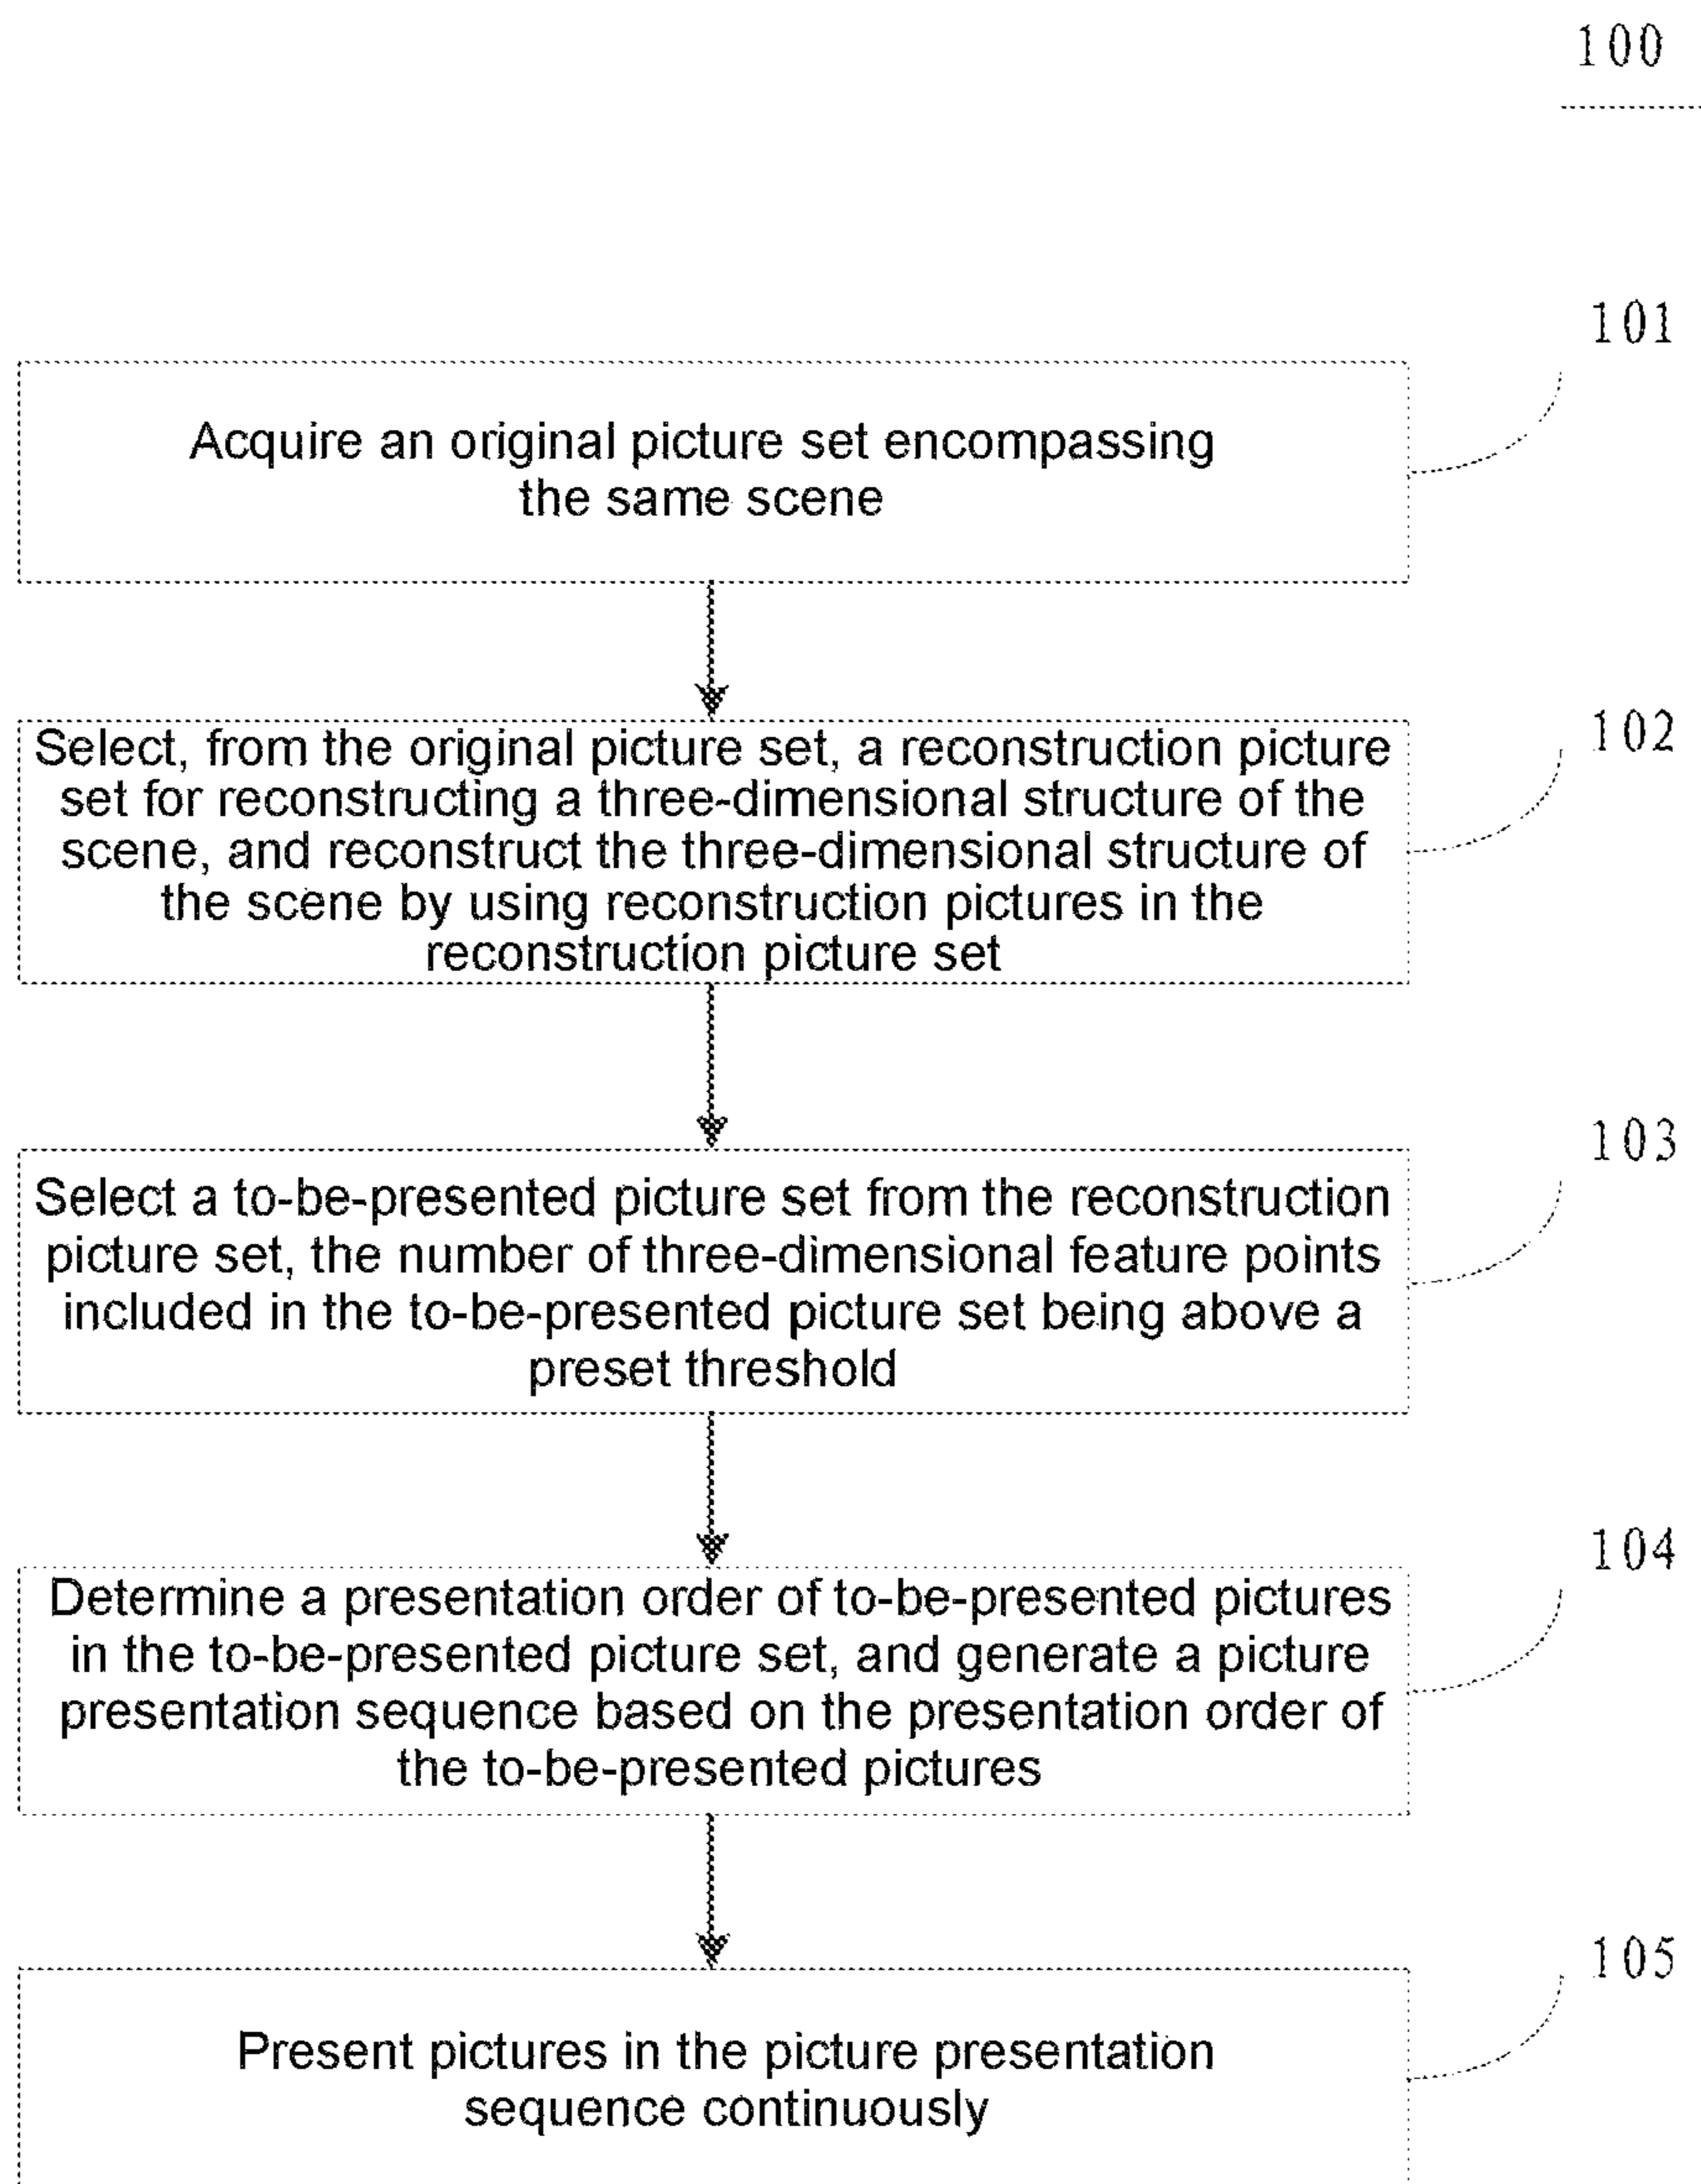 100
101
Acquire an original picture set encompassing
the same scene
102
Select, from the original picture set, a reconstruction picture
set for reconstructing a three-dimensional structure of the
scene, and reconstruct the three-dimensional structure of
the scene by using reconstruction pictures in the
reconstruction picture set
103
Select a to-be-presented picture set from the reconstruction
picture set, the number of three-dimensional feature points
included in the to-be-presented picture set being above a
preset threshold
104
Determine a presentation order of to-be-presented pictures
in the to-be-presented picture set, and generate a picture
presentation sequence based on the presentation order of
the to-be-presented pictures
105
Present pictures in the picture presentation
sequence continuously